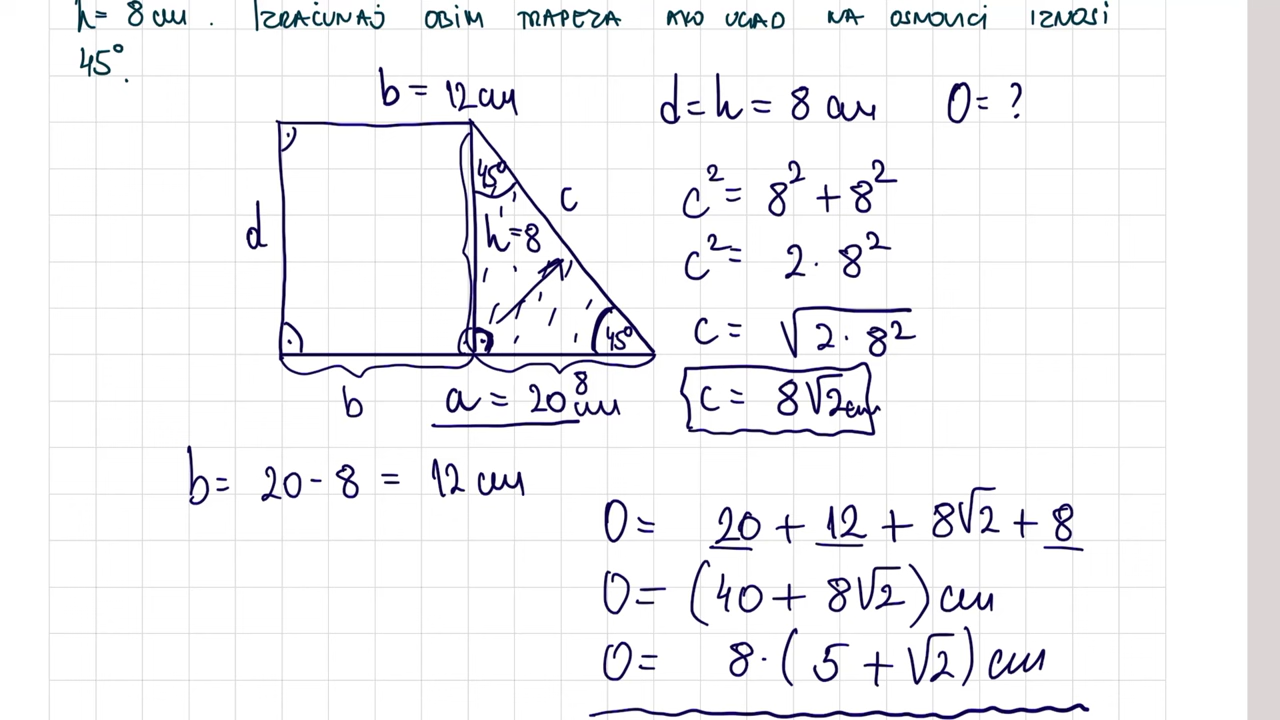 h = 8 cm. IZRAČUNAJ OBIM TRAPEZA AKO UGAO NA OSNOVICI IZNOSI
45°.
b = 12 cm
d = h = 8 cm
O = ?
45°
c
d
h = 8
45°
b
8
a = 20 cm
c² = 8² + 8²
c² = 2 · 8²
c = √2 · 8²
c = 8√2 cm
b = 20 - 8 = 12 cm
O = 20 + 12 + 8√2 + 8
O = (40 + 8√2) cm
O = 8 · (5 + √2) cm